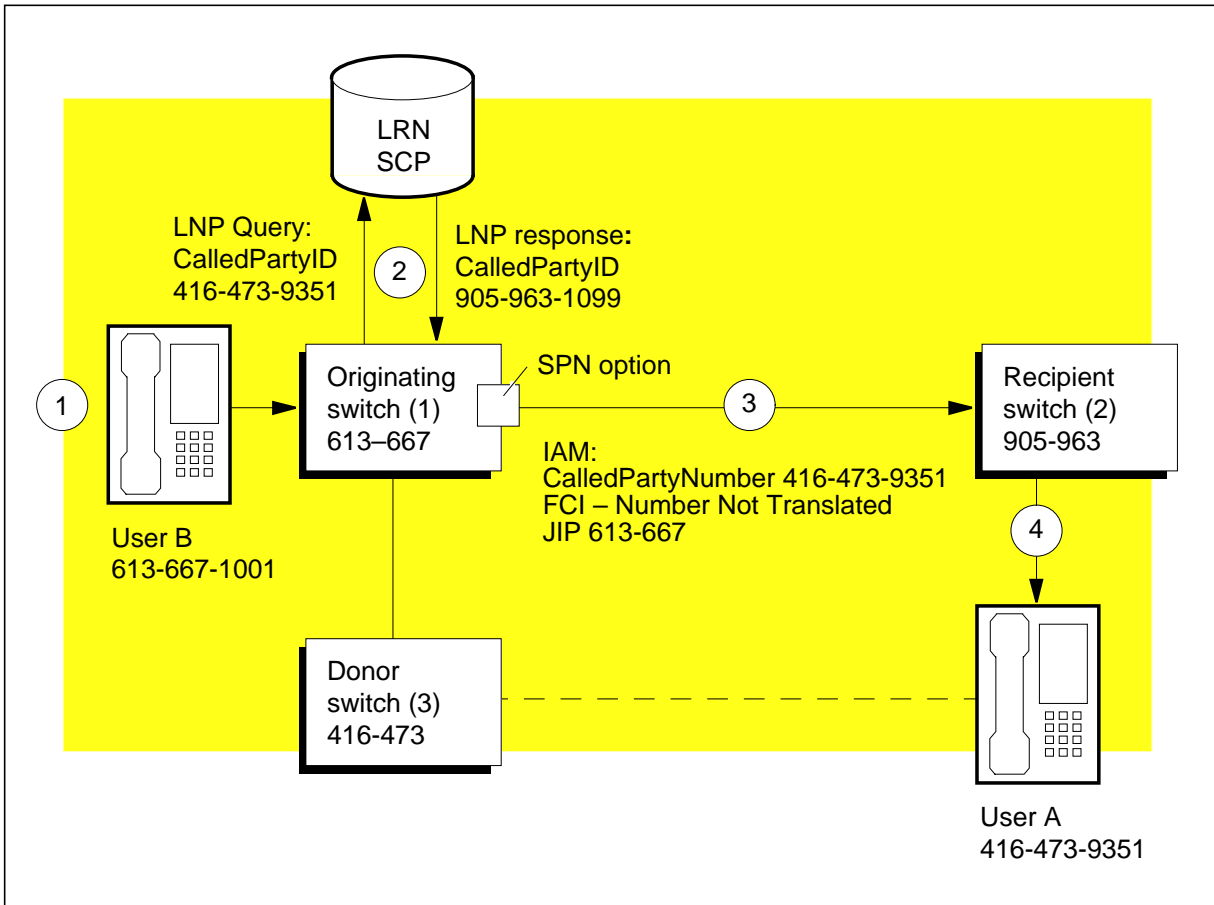 LRN
SCP
LNP Query:
CalledPartyID
416-473-9351
2
LNP response:
CalledPartyID
905-963-1099
1
Originating
switch (1)
613–667
SPN option
3
Recipient
switch (2)
905-963
IAM:
CalledPartyNumber 416-473-9351
FCI – Number Not Translated
JIP 613-667
4
User B
613-667-1001
Donor
switch (3)
416-473
User A
416-473-9351